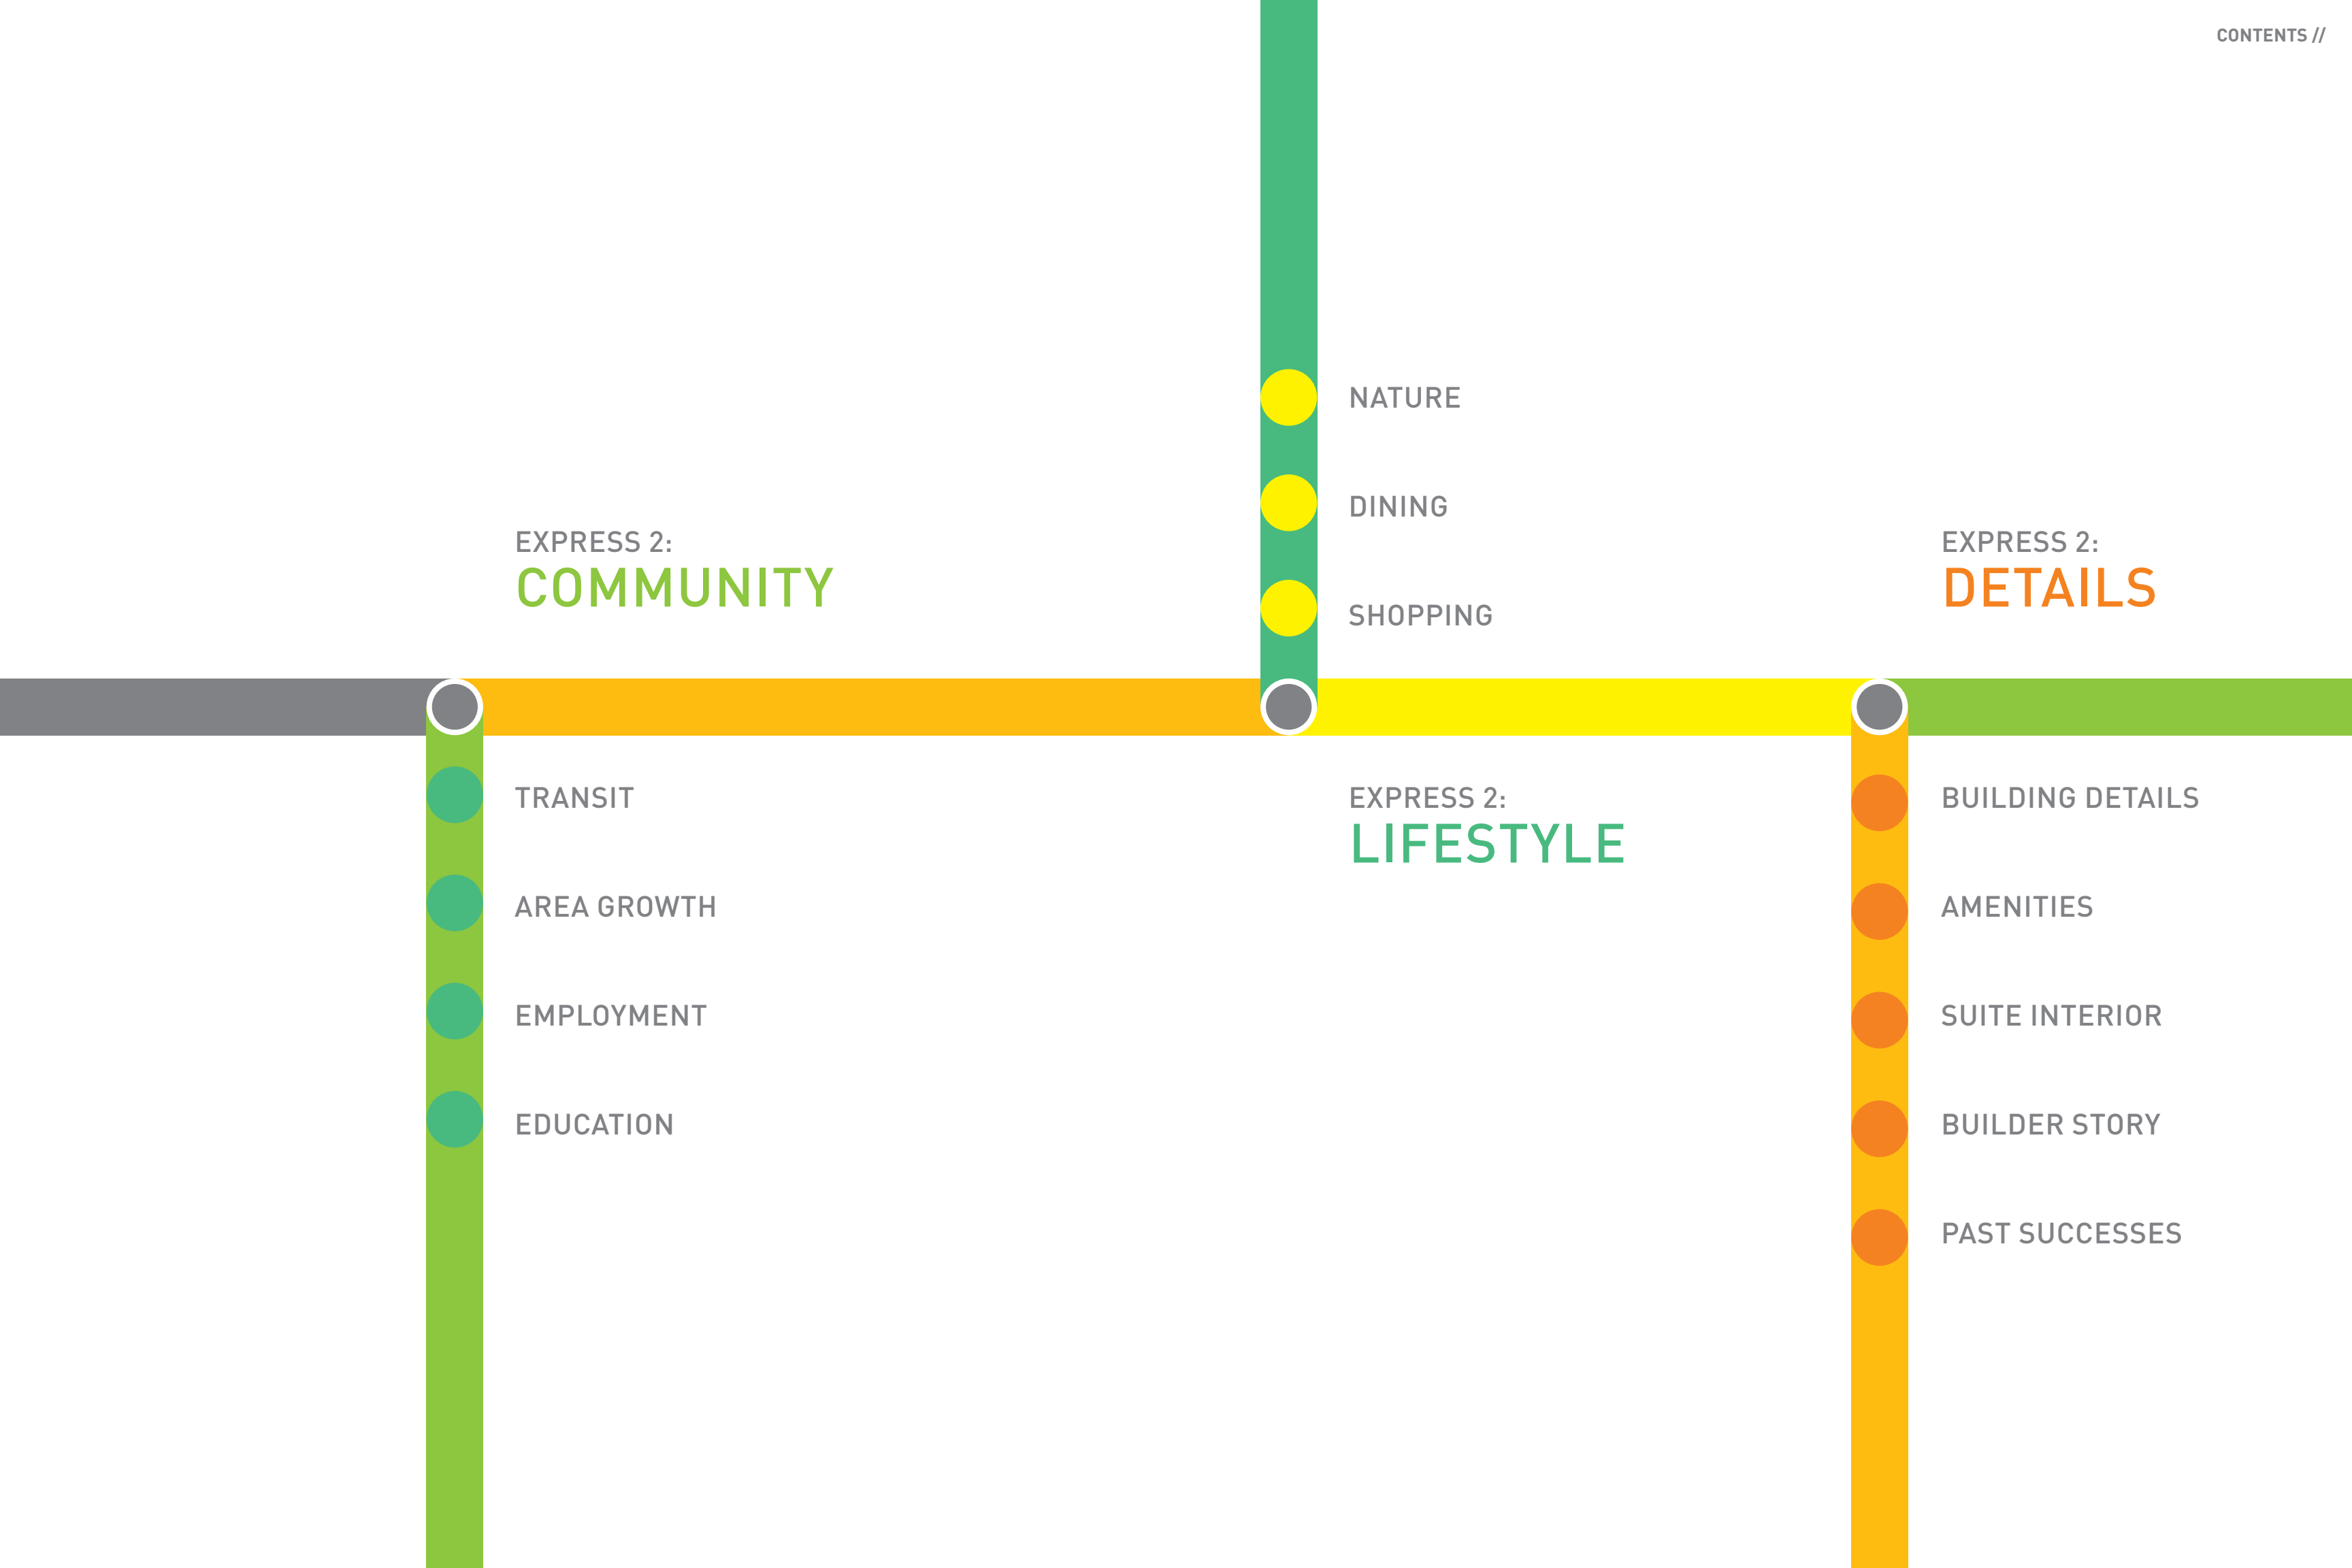 CONTENTS //
EXPRESS 2:
COMMUNITY
TRANSIT
AREA GROWTH
EMPLOYMENT
EDUCATION
NATURE
DINING
SHOPPING
EXPRESS 2:
LIFESTYLE
EXPRESS 2:
DETAILS
BUILDING DETAILS
AMENITIES
SUITE INTERIOR
BUILDER STORY
PAST SUCCESSES